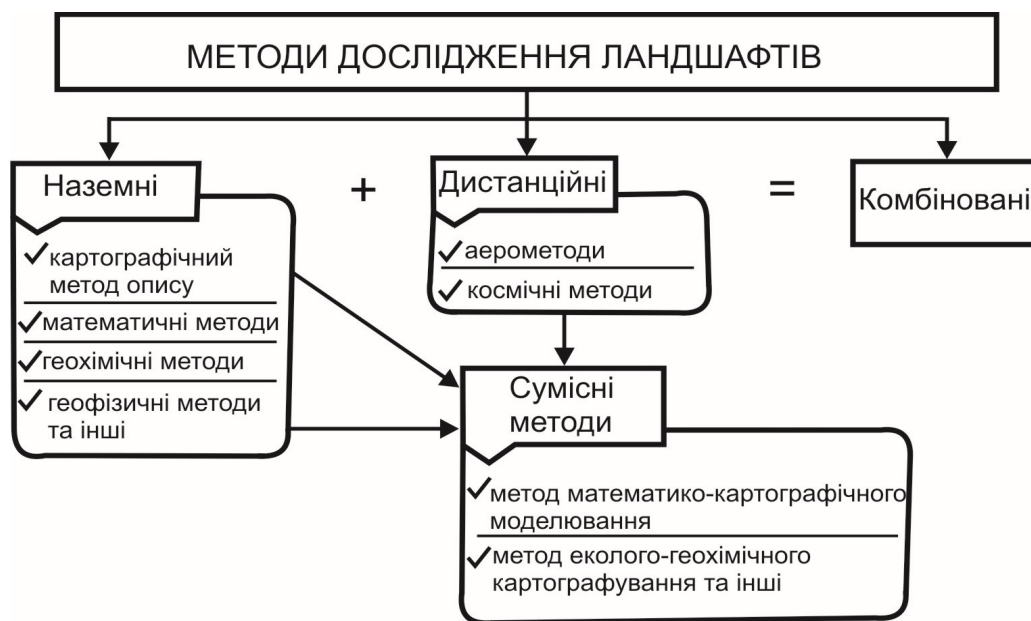 МЕТОДИ ДОСЛІДЖЕННЯ ЛАНДШАФТІВ
Наземні
+
Дистанційні
=
Комбіновані
картографічний
метод опису
математичні методи
геохімічні методи
геофізичні методи
та інші
аерометоди
космічні методи
Сумісні
методи
метод математико-картографічного
моделювання
метод еколого-геохімічного
картографування та інші